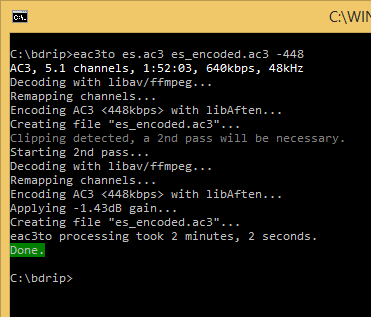 C:\WIN
C:\bdrip>eac3to es.ac3 es_encoded.ac3 -448
AC3, 5.1 channels, 1:52:03, 640kbps, 48kHz
Decoding with libav/ffmpeg...
Remapping channels...
Encoding AC3 <448kbps> with libAften...
Creating file "es_encoded.ac3"...
Clipping detected, a 2nd pass will be necessary.
Starting 2nd pass...
Decoding with libav/ffmpeg...
Remapping channels...
Encoding AC3 <448kbps> with libAften...
Applying -1.43dB gain...
Creating file "es_encoded.ac3"...
eac3to processing took 2 minutes, 2 seconds.
Done.
C:\bdrip>